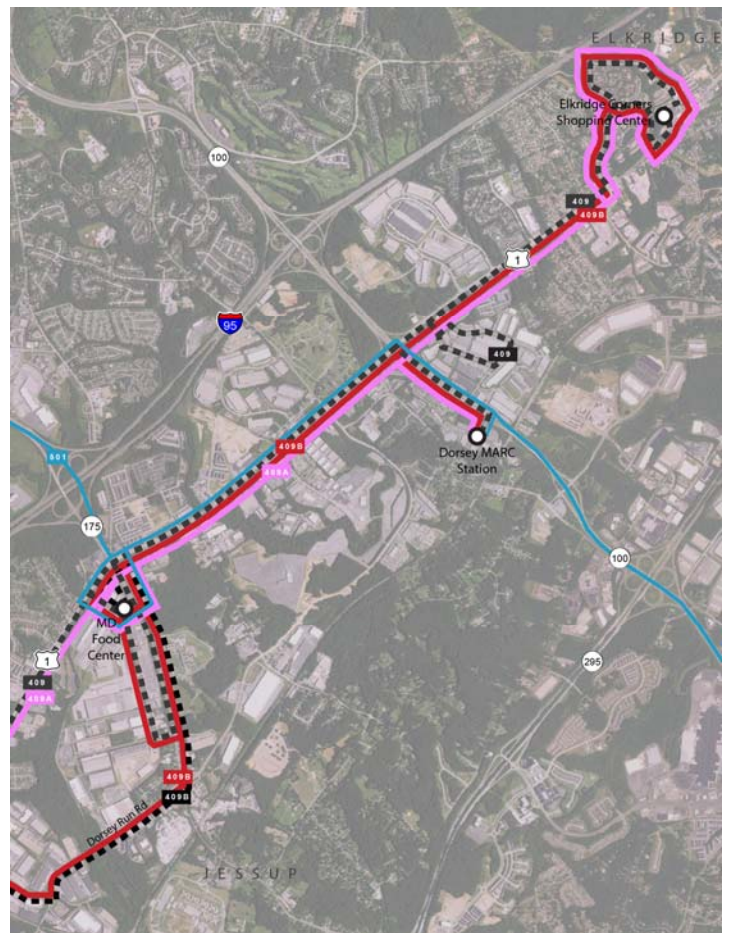 ELKRIDGE
Elkridge Corners
Shopping Center
100
409
409B
1
95
409
409B
409A
Dorsey MARC
Station
501
175
100
MD
Food
Center
1
295
409
409A
409B
409B
Dorsey Run Rd
JESSUP